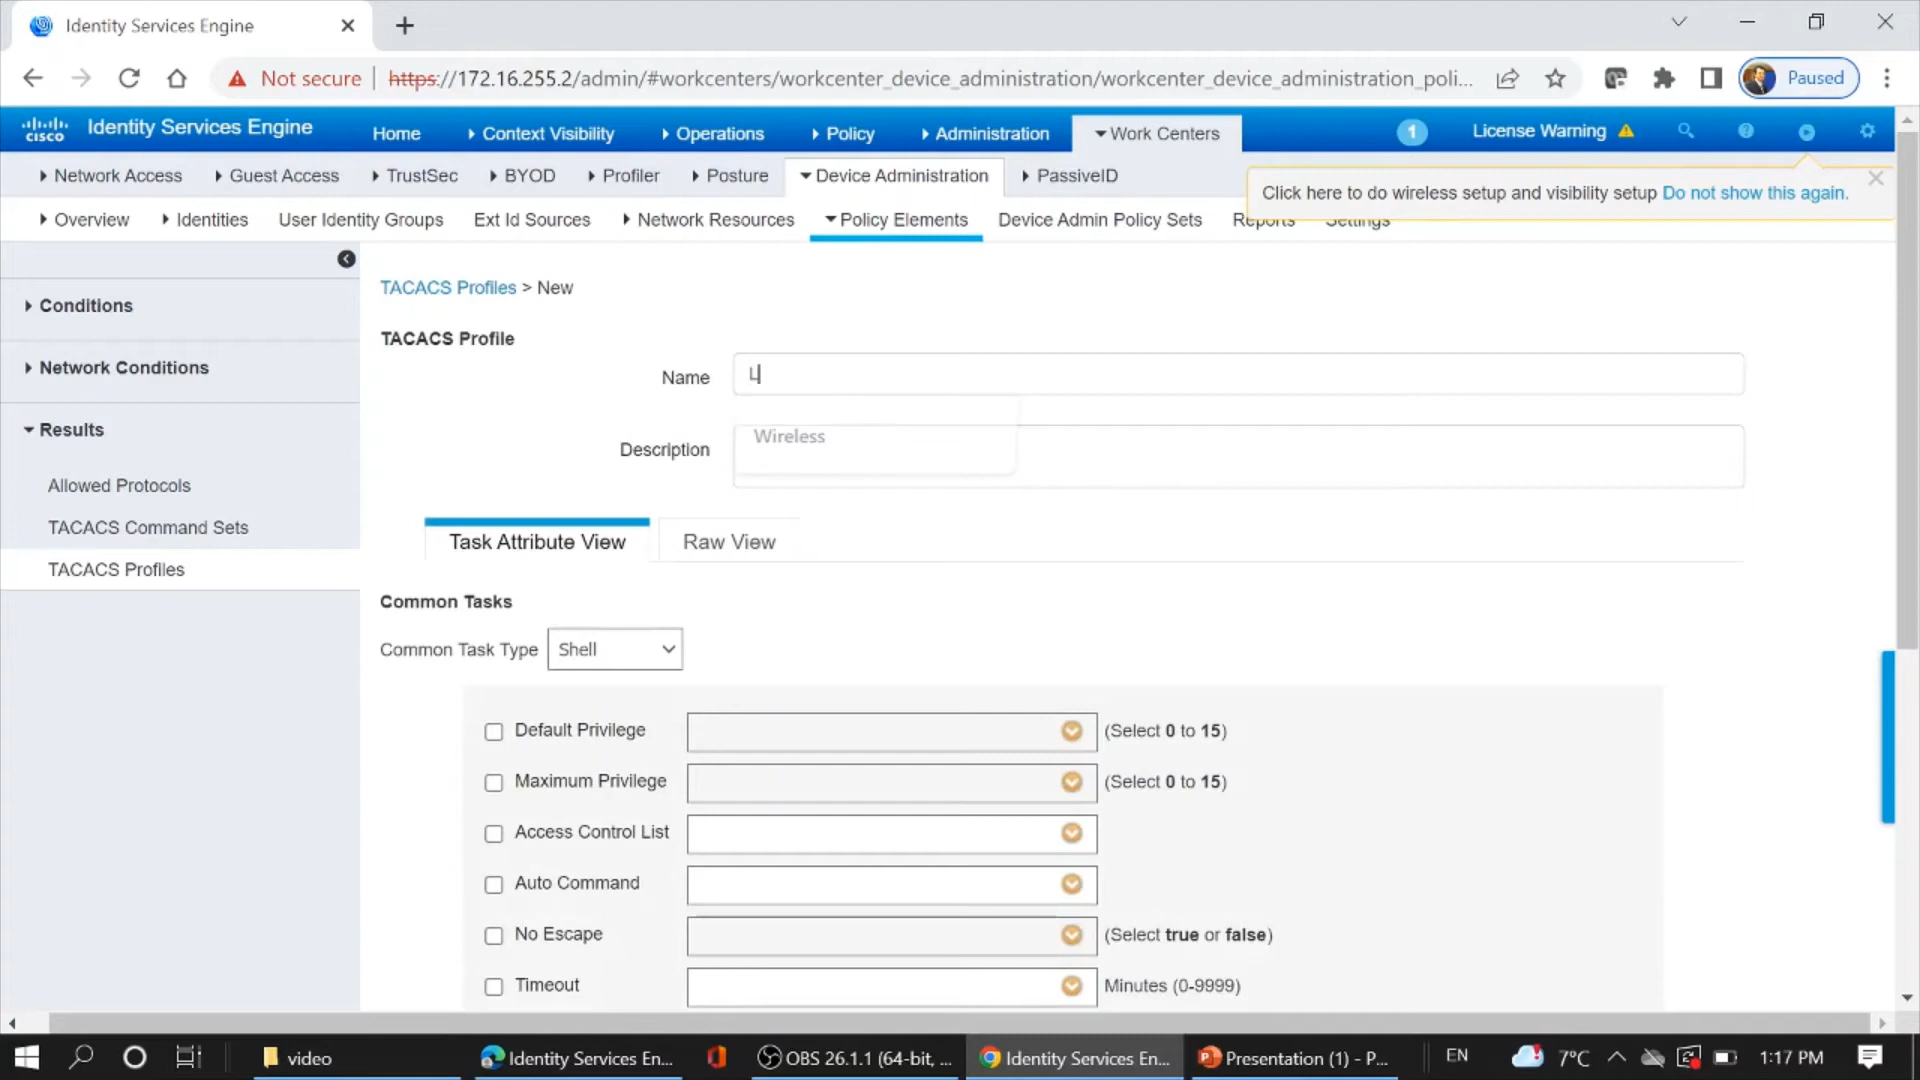 Identity Services Engine
Not secure | https://172.16.255.2/admin/#workcenters/workcenter_device_administration/workcenter_device_administration_poli... Paused
CISCO Identity Services Engine Home Context Visibility Operations Policy Administration Work Centers 1 License Warning
Network Access Guest Access TrustSec BYOD Profiler Posture Device Administration PassiveID
Click here to do wireless setup and visibility setup Do not show this again.
Overview Identities User Identity Groups Ext Id Sources Network Resources Policy Elements Device Admin Policy Sets Reports Settings
Conditions
Network Conditions
Results
Allowed Protocols
TACACS Command Sets
TACACS Profiles
TACACS Profiles > New
TACACS Profile
Name
Description
Wireless
Task Attribute View Raw View
Common Tasks
Common Task Type Shell
Default Privilege (Select 0 to 15)
Maximum Privilege (Select 0 to 15)
Access Control List
Auto Command
No Escape (Select true or false)
Timeout Minutes (0-9999)
video Identity Services En... OBS 26.1.1 (64-bit, ... Identity Services En... Presentation (1) - P... EN 7°C 1:17 PM